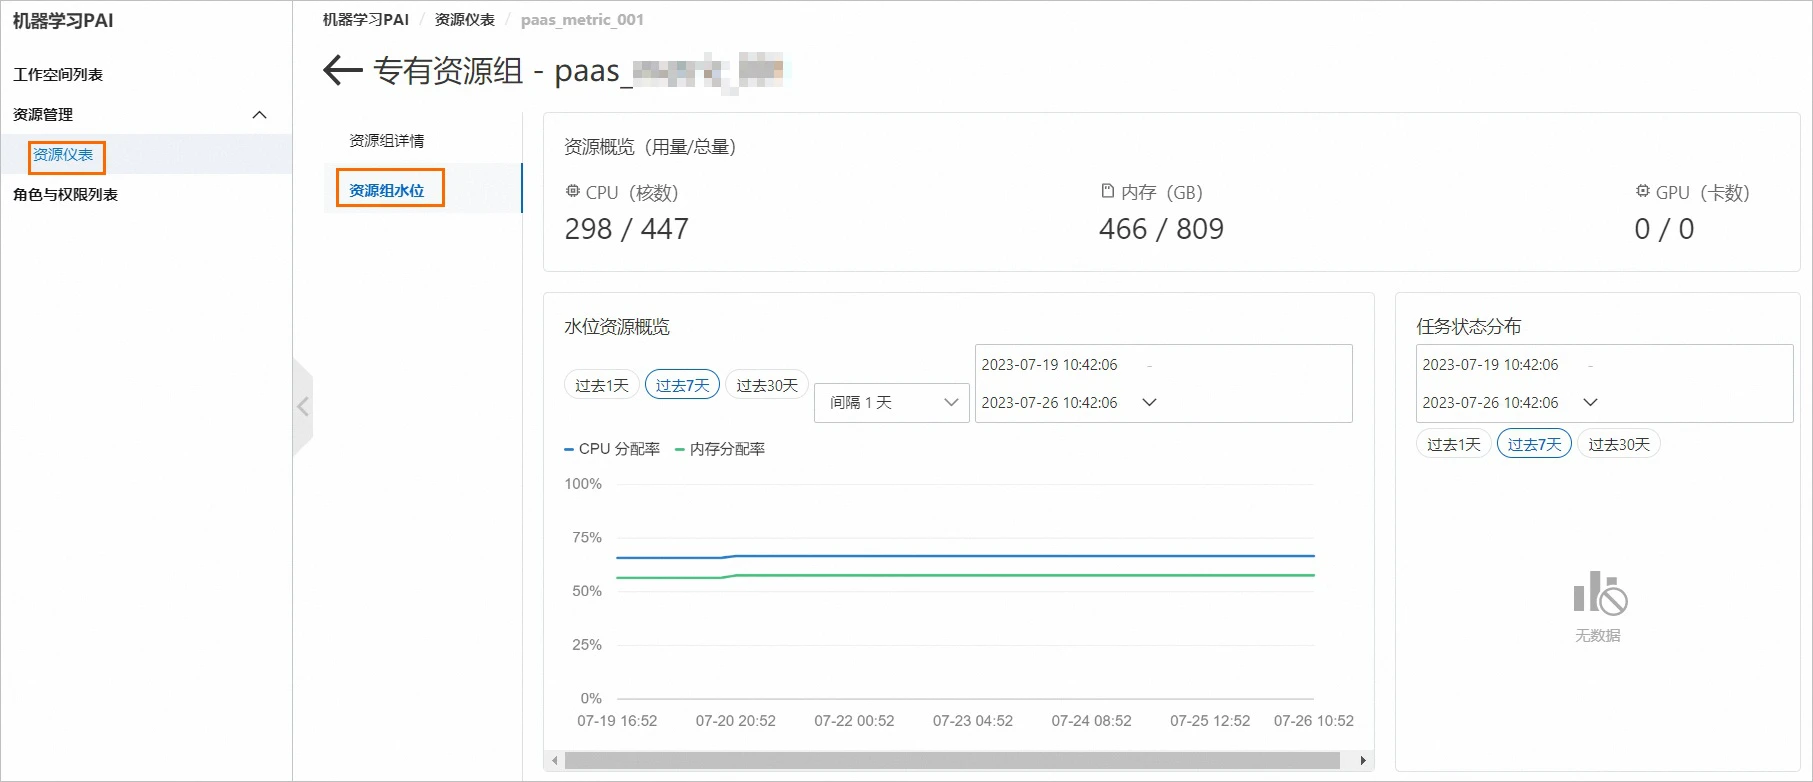 机器学习PAI
工作空间列表
资源管理
资源仪表
角色与权限列表
机器学习PAI / 资源仪表 / paas_metric_001
专有资源组 - paas_
资源组详情
资源组水位
资源概览（用量/总量）
CPU（核数）
298 / 447
内存（GB）
466 / 809
GPU（卡数）
0 / 0
水位资源概览
过去1天 过去7天 过去30天
间隔 1 天
2023-07-19 10:42:06 -
2023-07-26 10:42:06
CPU 分配率 内存分配率
100%
75%
50%
25%
0%
07-19 16:52 07-20 20:52 07-22 00:52 07-23 04:52 07-24 08:52 07-25 12:52 07-26 10:52
任务状态分布
2023-07-19 10:42:06 -
2023-07-26 10:42:06
过去1天 过去7天 过去30天
无数据